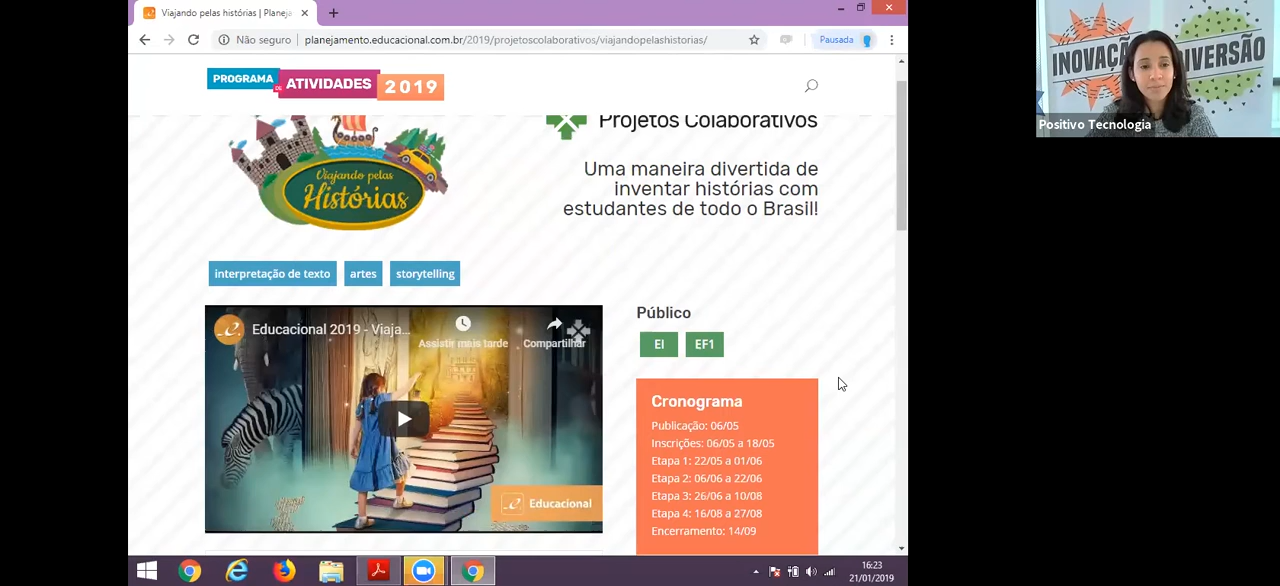 Viajando pelas histórias | Planeja
Não seguro
planejamento.educacional.com.br/2019/projetoscolaborativos/viajandopelashistorias/
Pausada
PROGRAMA
DE
ATIVIDADES
2019
Viajando pelas
Histórias
Projetos Colaborativos
Uma maneira divertida de
inventar histórias com
estudantes de todo o Brasil!
interpretação de texto
artes
storytelling
Educacional 2019 - Viaja...
Assistir mais tarde
Compartilhar
Educacional
Público
EI
EF1
Cronograma
Publicação: 06/05
Inscrições: 06/05 a 18/05
Etapa 1: 22/05 a 01/06
Etapa 2: 06/06 a 22/06
Etapa 3: 26/06 a 10/08
Etapa 4: 16/08 a 27/08
Encerramento: 14/09
16:23
21/01/2019
INOVAÇÃ
DIVERSÃO
Positivo Tecnologia